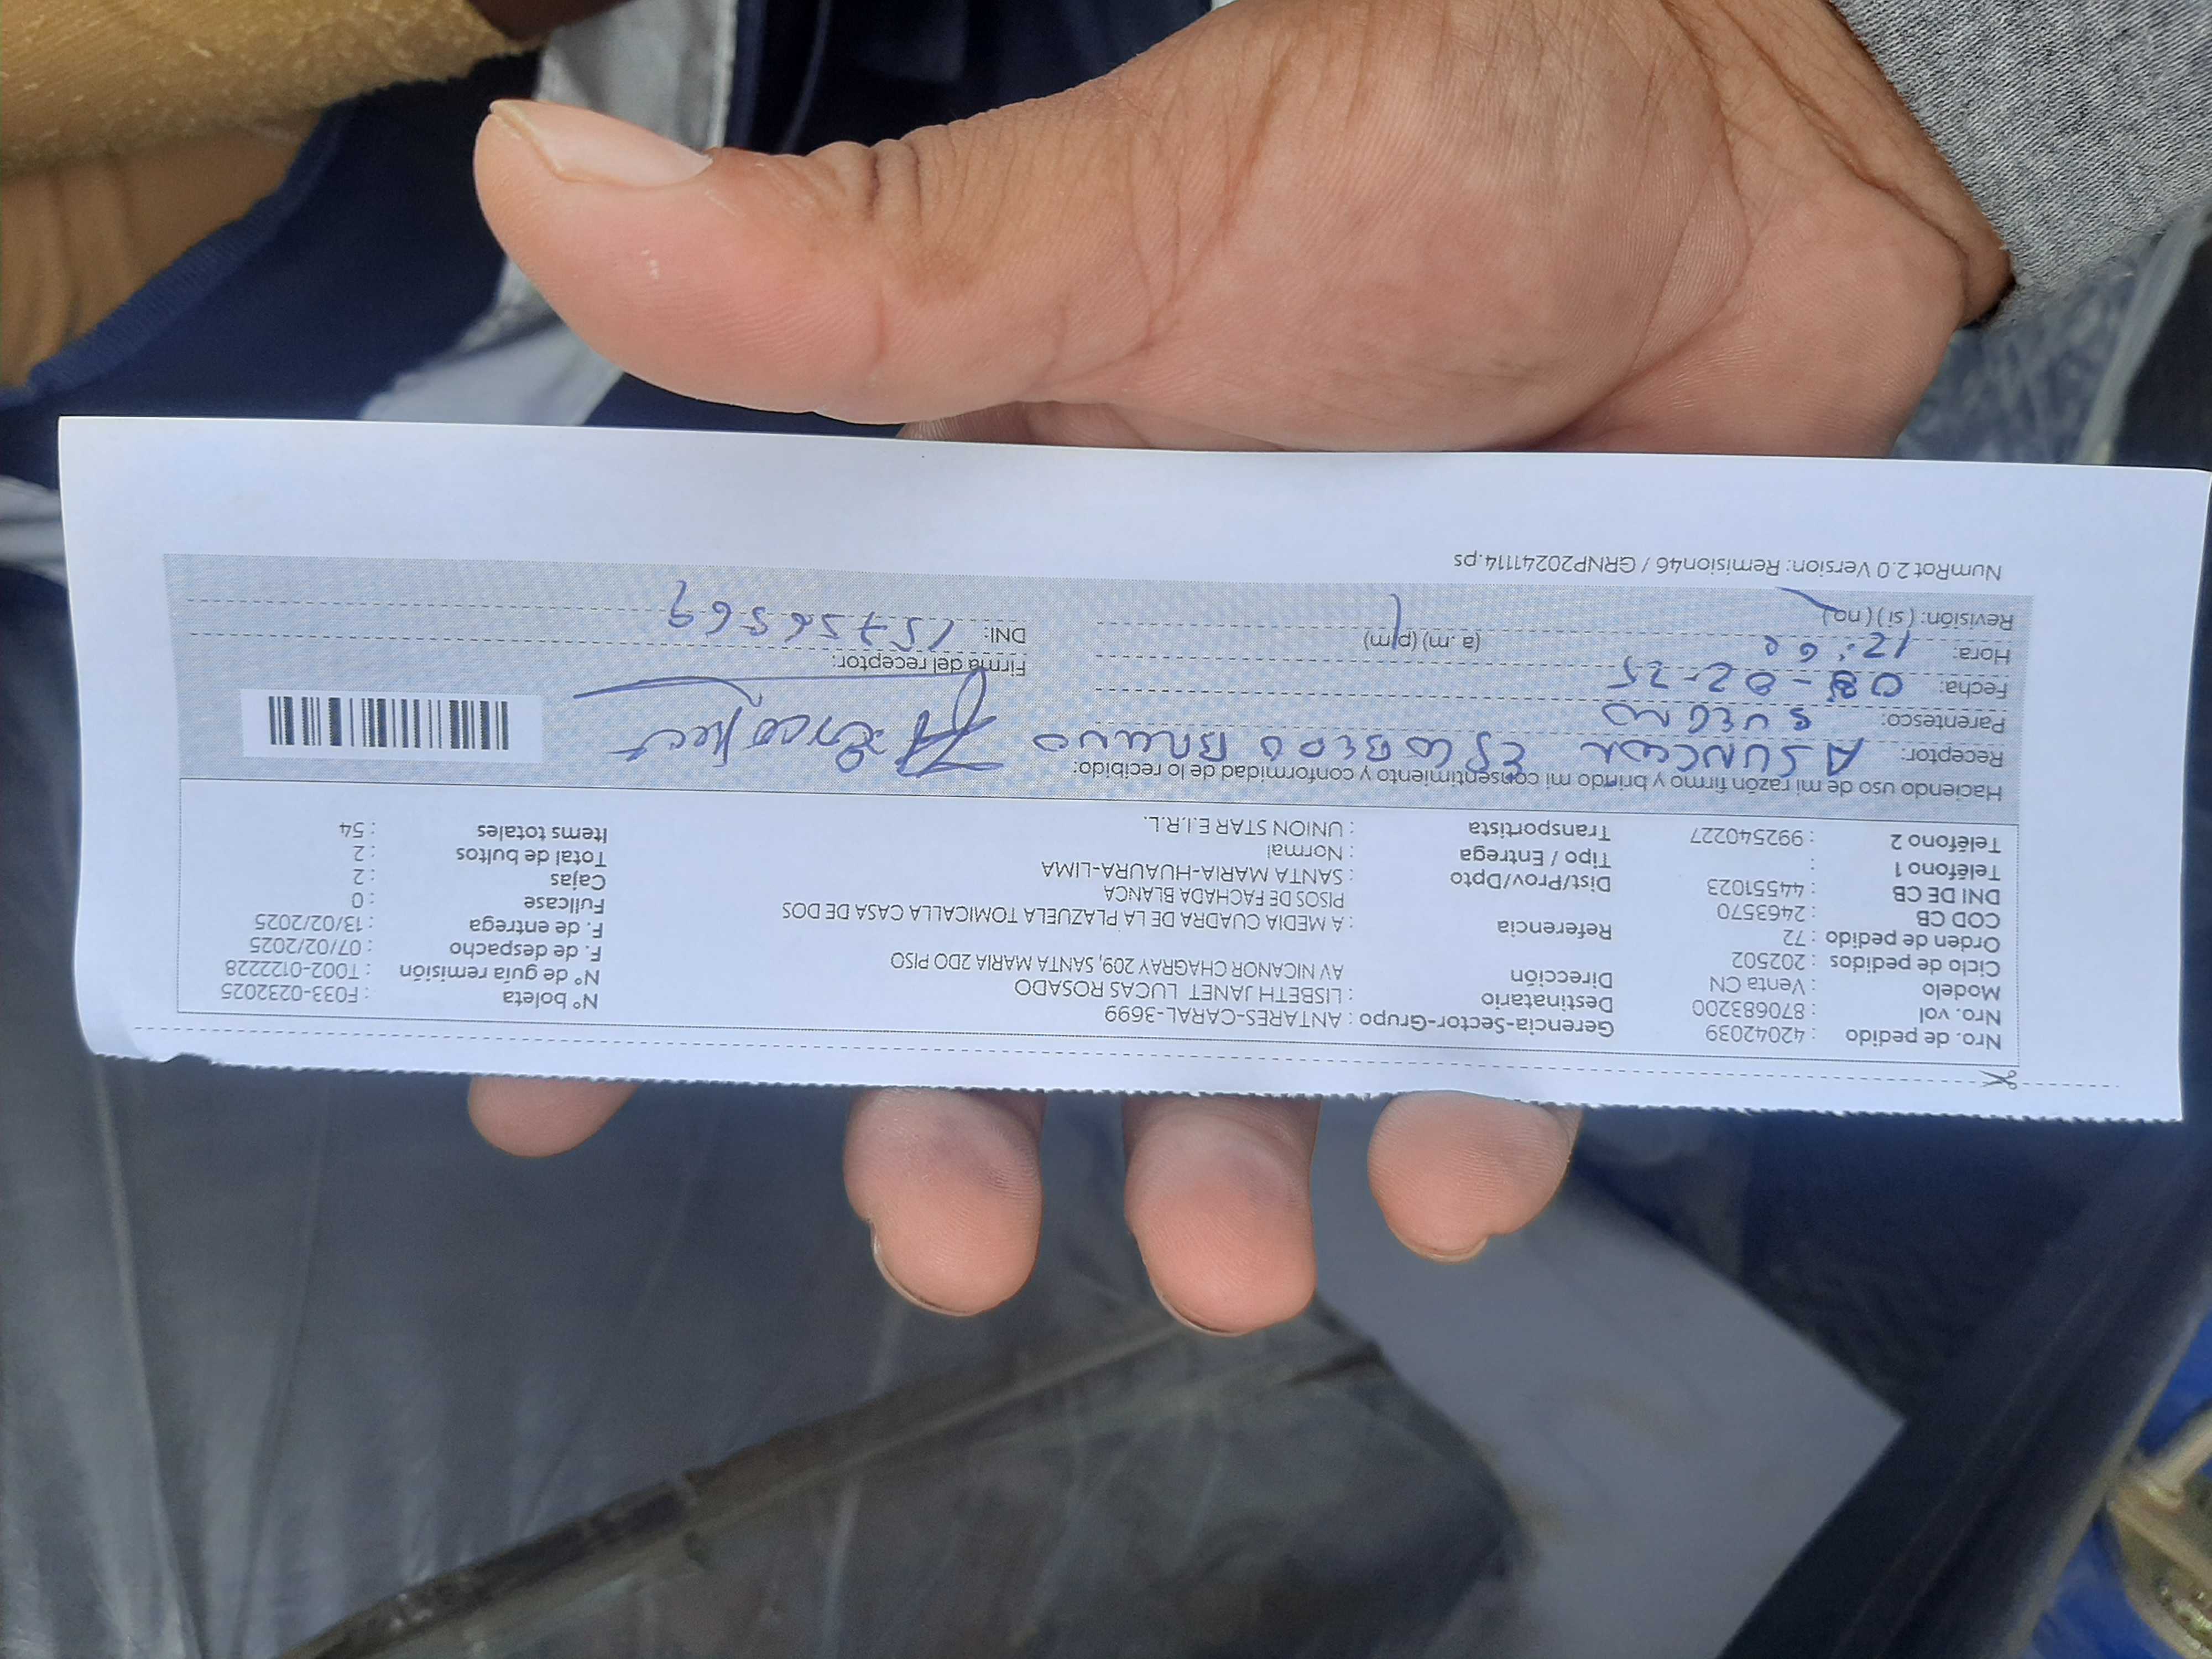 Nro. de pedido : 42042039
Nro. vol : 870683200
Modelo : Venta CN
Ciclo de pedidos : 202502
Orden de pedido : 72
COD CB : 2463570
DNI DE CB : 44551023
Teléfono 1 :
Teléfono 2 : 992540227
Gerencia-Sector-Grupo : ANTARES-CARAL-3699
Destinatario : LISBETH JANET LUCAS ROSADO
Dirección AV NICANOR CHAGRAY 209, SANTA MARIA 2DO PISO
Referencia : A MEDIA CUADRA DE LA PLAZUELA TOMICALLA CASA DE DOS
PISOS DE FACHADA BLANCA
Dist/Prov/Dpto : SANTA MARIA-HUAURA-LIMA
Tipo / Entrega : Normal
Transportista : UNION STAR E.I.R.L.
N° boleta : F033-0232025
N° de guía remisión : T002-0122228
F. de despacho : 07/02/2025
F. de entrega : 13/02/2025
Fullcase : 0
Cajas : 2
Total de bultos : 2
Items totales : 54
Haciendo uso de mi razón firmo y brindo mi consentimiento y conformidad de lo recibido:
Receptor: ASUNCION ESCOBEDO BRUNO
Parentesco: SUEGRO
Fecha: 08-02-25
Hora: 12: (a .m) (p.m)
Revisión: ( si ) ( no )
Firma del receptor:
DNI: 15756569
NumRot 2.0 Version: Remision46 / GRNP20241114.ps